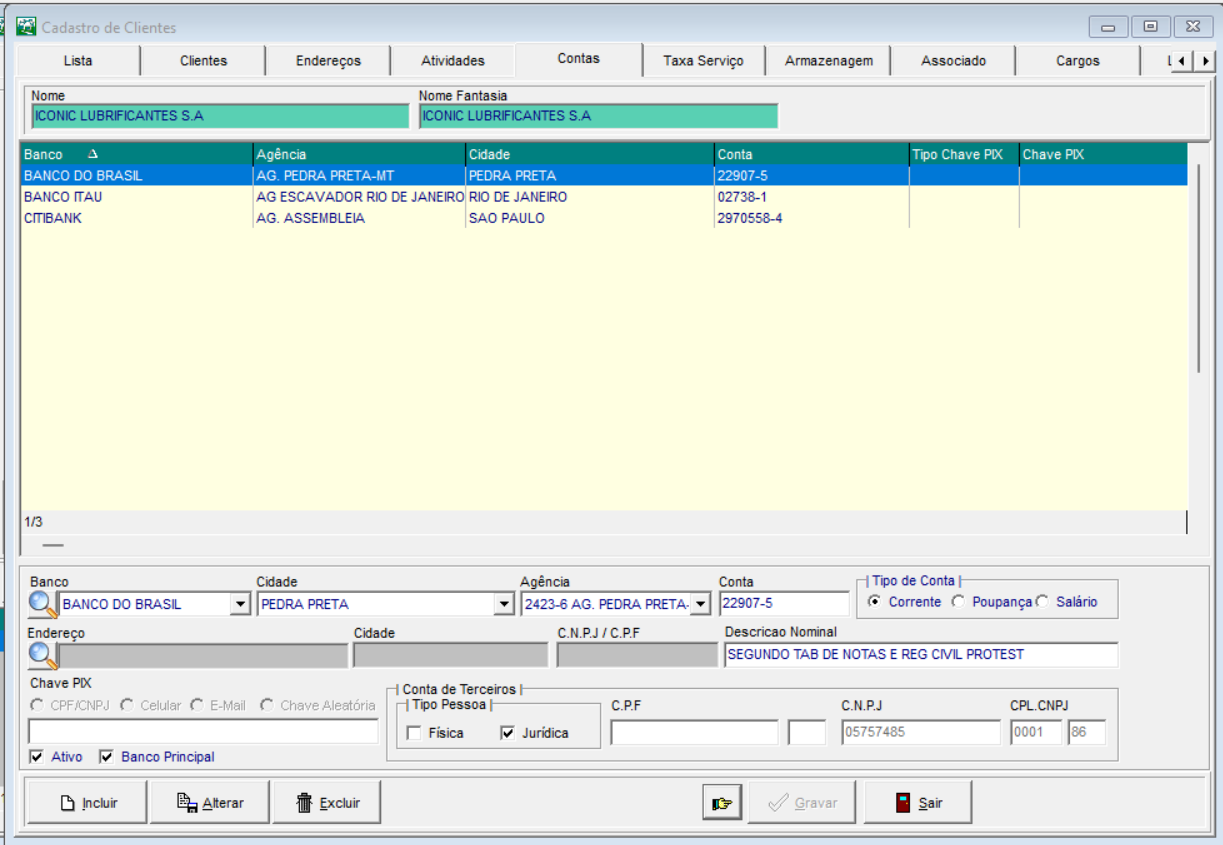 Cadastro de Clientes
Lista Clientes Endereços Atividades Contas Taxa Serviço Armazenagem Associado Cargos
Nome Nome Fantasia
ICONIC LUBRIFICANTES S.A ICONIC LUBRIFICANTES S.A
Banco Agência Cidade Conta Tipo Chave PIX Chave PIX
BANCO DO BRASIL AG. PEDRA PRETA-MT PEDRA PRETA 22907-5
BANCO ITAU AG ESCAVADOR RIO DE JANEIRO RIO DE JANEIRO 02738-1
CITIBANK AG. ASSEMBLEIA SAO PAULO 2970558-4
1/3
Banco Cidade Agência Conta Tipo de Conta
BANCO DO BRASIL PEDRA PRETA 2423-6 AG. PEDRA PRETA- 22907-5 Corrente Poupança Salário
Endereço Cidade C.N.P.J / C.P.F Descricao Nominal
SEGUNDO TAB DE NOTAS E REG CIVIL PROTEST
Chave PIX Conta de Terceiros
CPF/CNPJ Celular E-Mail Chave Aleatória Tipo Pessoa C.P.F C.N.P.J CPL.CNPJ
Física Jurídica 05757485 0001 86
Ativo Banco Principal
Incluir Alterar Excluir Gravar Sair